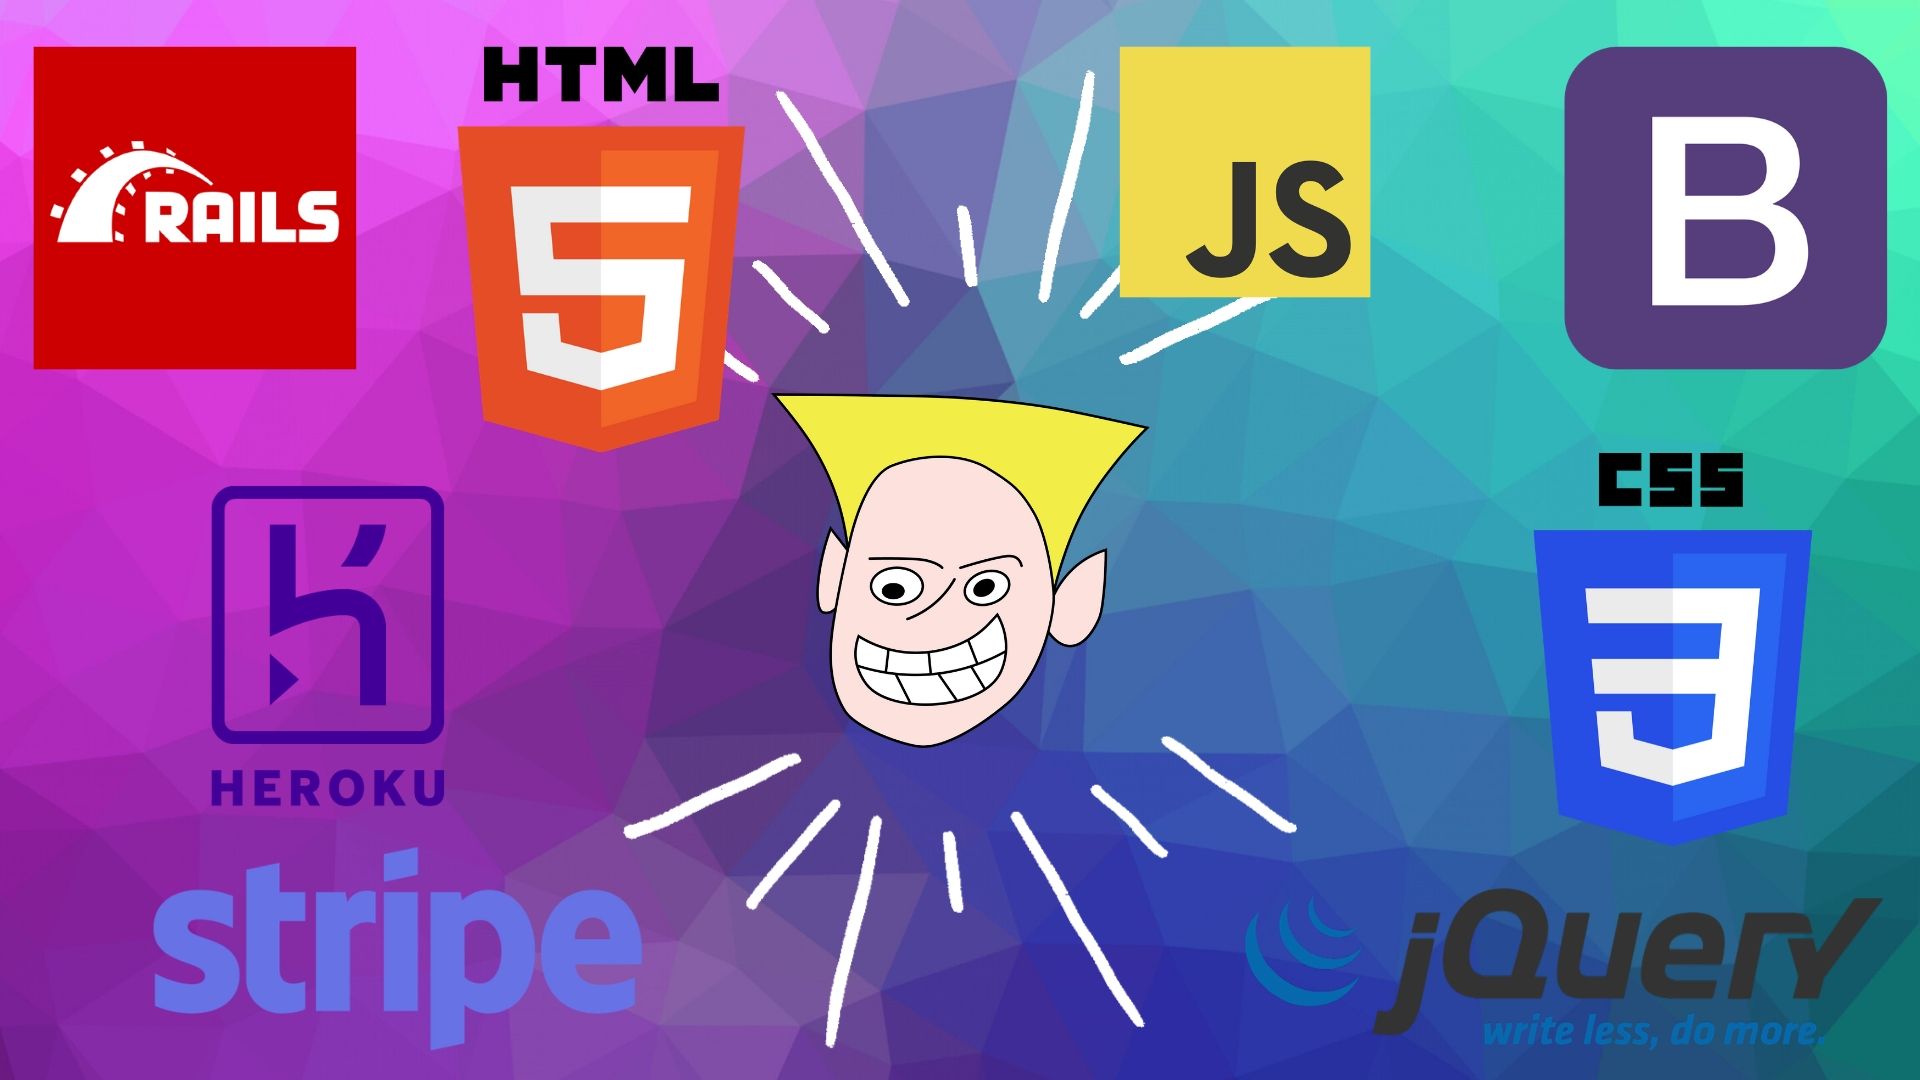 RAILS
HTML
5
JS
B
HEROKU
CSS
3
stripe
jQuery
write less, do more.